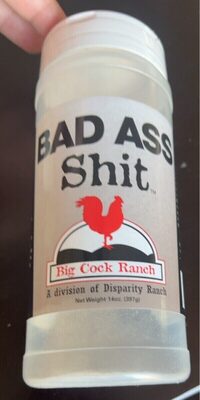 BAD ASS
Shit™
Big Cock Ranch
A division of Disparity Ranch
Net Weight 14oz. (397g)